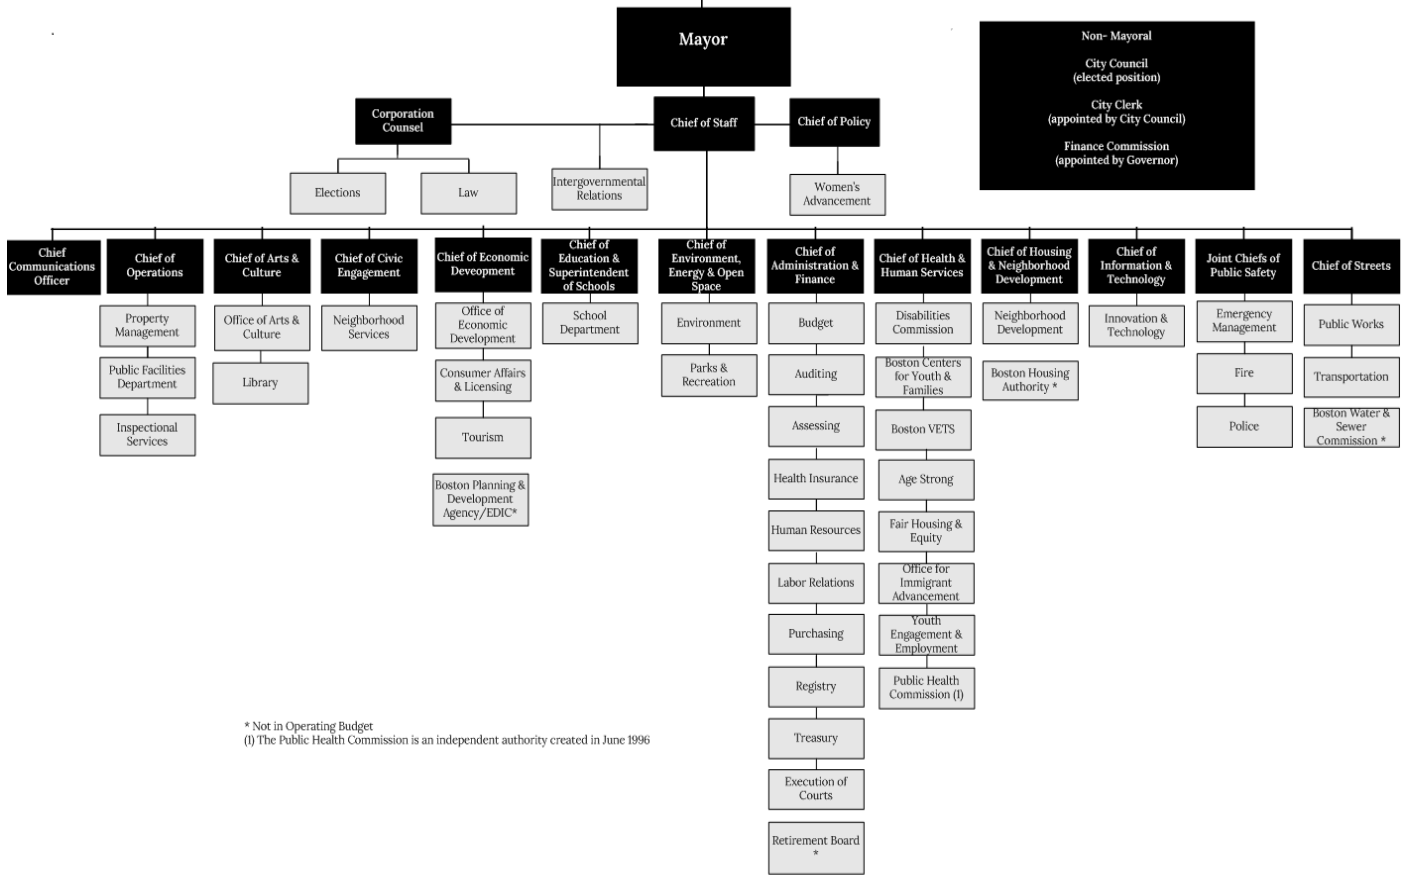 Mayor
Non- Mayoral
City Council
(elected position)
City Clerk
(appointed by City Council)
Finance Commission
(appointed by Governor)
Corporation
Counsel
Chief of Staff
Chief of Policy
Elections
Law
Intergovernmental
Relations
Women's
Advancement
Chief
Communications
Officer
Chief of
Operations
Property
Management
Public Facilities
Department
Inspectional
Services
Chief of Arts &
Culture
Office of Arts &
Culture
Library
Chief of Civic
Engagement
Neighborhood
Services
Chief of Economic
Deveopment
Office of
Economic
Development
Consumer Affairs
& Licensing
Tourism
Boston Planning &
Development
Agency/EDIC*
Chief of
Education &
Superintendent
of Schools
School
Department
Chief of
Environment,
Energy & Open
Space
Environment
Parks &
Recreation
Chief of
Administration &
Finance
Budget
Auditing
Assessing
Health Insurance
Human Resources
Labor Relations
Purchasing
Registry
Treasury
Execution of
Courts
Retirement Board
*
Chief of Health &
Human Services
Disabilities
Commission
Boston Centers
for Youth &
Families
Boston VETS
Age Strong
Fair Housing &
Equity
Office for
Immigrant
Advancement
Youth
Engagement &
Employment
Public Health
Commission (1)
Chief of Housing
& Neighborhood
Development
Neighborhood
Development
Boston Housing
Authority *
Chief of
Information &
Technology
Innovation &
Technology
Joint Chiefs of
Public Safety
Emergency
Management
Fire
Police
Chief of Streets
Public Works
Transportation
Boston Water &
Sewer
Commission *
* Not in Operating Budget
(1) The Public Health Commission is an independent authority created in June 1996